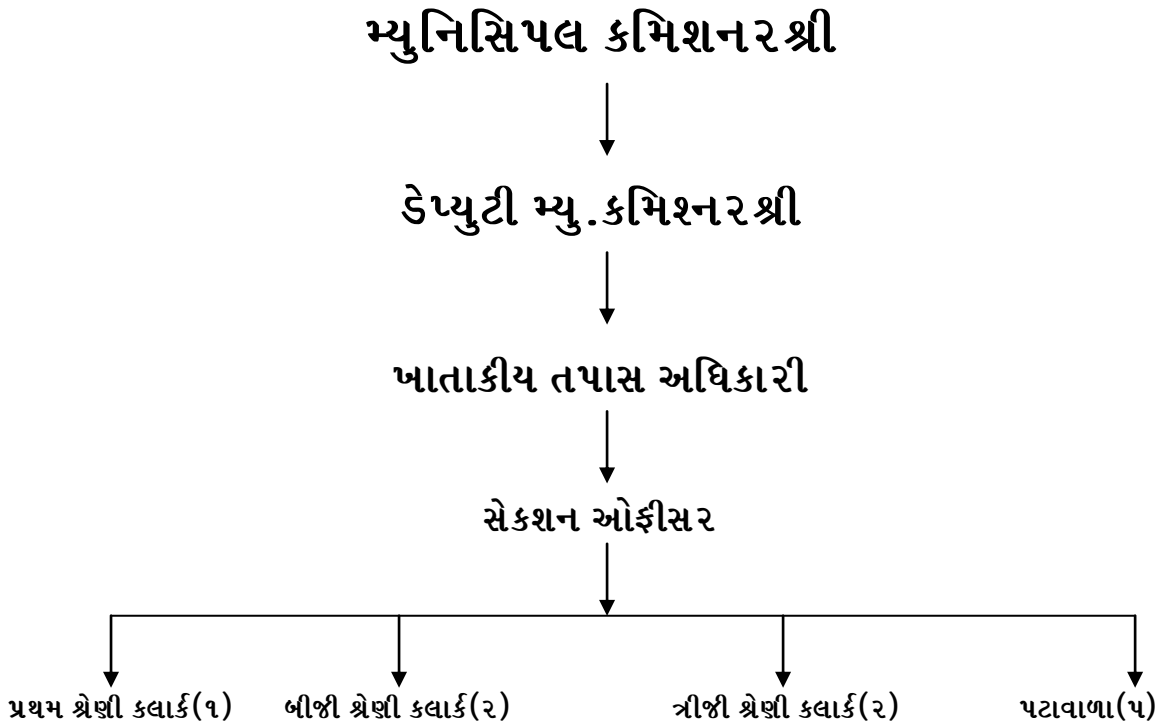 મ્યુનિસિપલ કમિશનરશ્રી
ડેપ્યુટી મ્યુ.કમિશ્નરશ્રી
ખાતાકીય તપાસ અધિકારી
સેકશન ઓફીસર
પ્રથમ શ્રેણી કલાર્ક(૧) બીજી શ્રેણી કલાર્ક(૨) ત્રીજી શ્રેણી કલાર્ક(૨) પટાવાળા(૫)